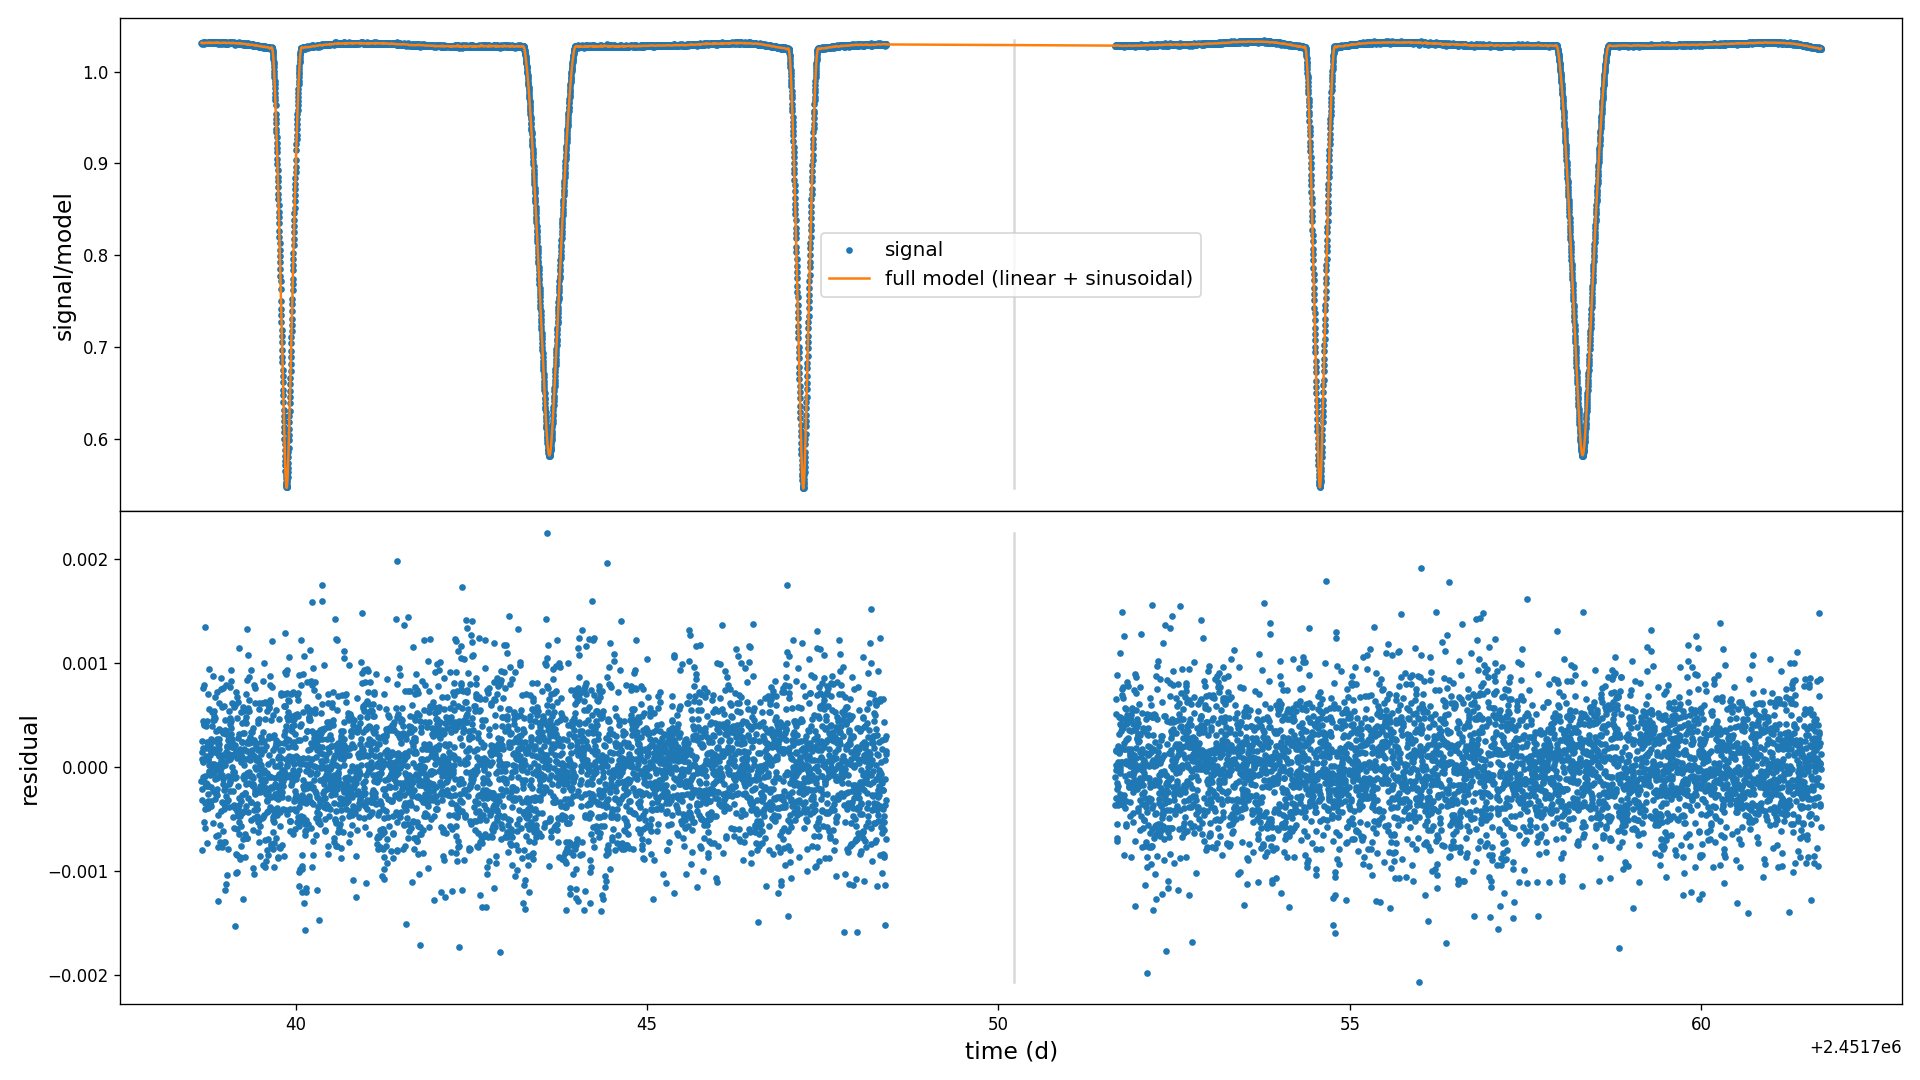 1.0
0.9
0.8
0.7
0.6
signal/model
signal
full model (linear + sinusoidal)
0.002
0.001
0.000
−0.001
−0.002
residual
40
45
50
55
60
time (d)
+2.4517e6